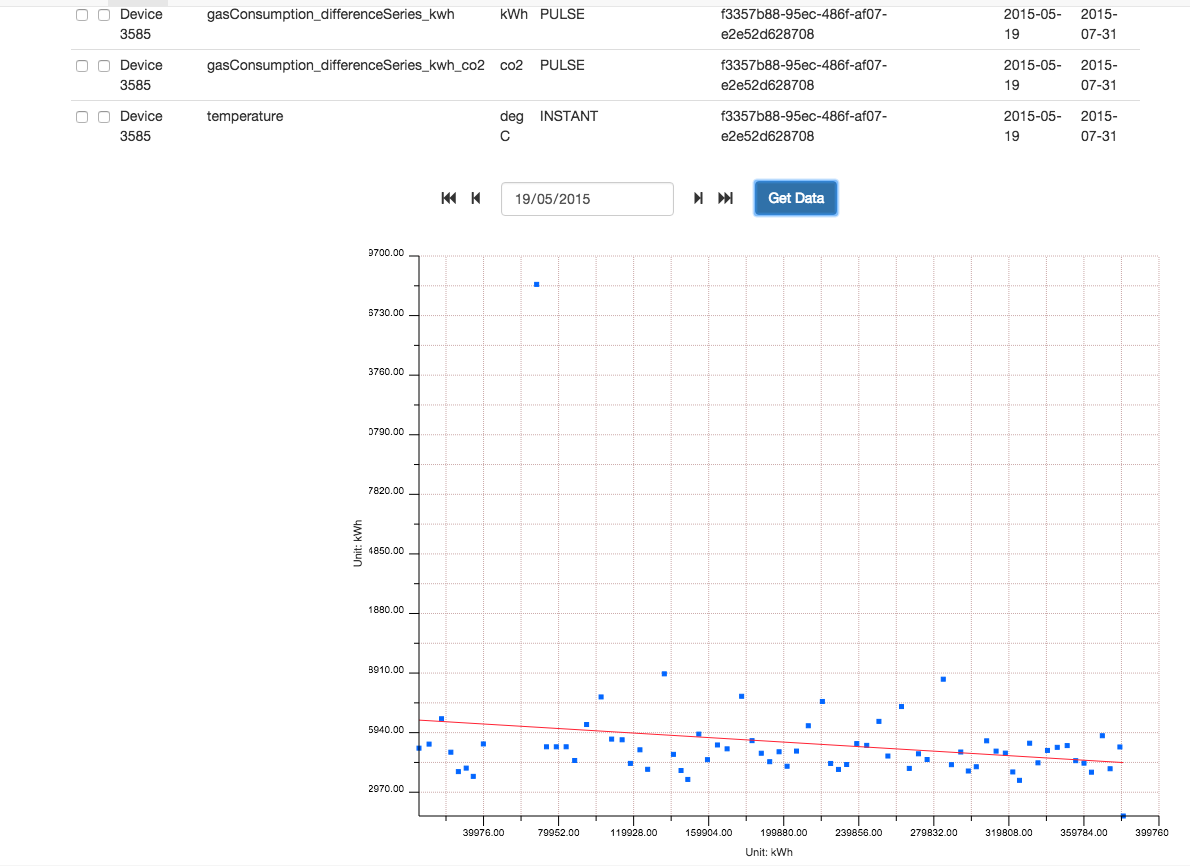 Device gasConsumption_differenceSeries_kwh kWh PULSE f3357b88-95ec-486f-af07- 2015-05- 2015-
3585 e2e52d628708 19 07-31
Device gasConsumption_differenceSeries_kwh_co2 co2 PULSE f3357b88-95ec-486f-af07- 2015-05- 2015-
3585 e2e52d628708 19 07-31
Device temperature deg INSTANT f3357b88-95ec-486f-af07- 2015-05- 2015-
3585 C e2e52d628708 19 07-31
19/05/2015 Get Data
9700.00
6730.00
3760.00
0790.00
7820.00
4850.00
1880.00
8910.00
5940.00
2970.00
Unit: kWh
39976.00 79952.00 119928.00 159904.00 199880.00 239856.00 279832.00 319808.00 359784.00 399760
Unit: kWh